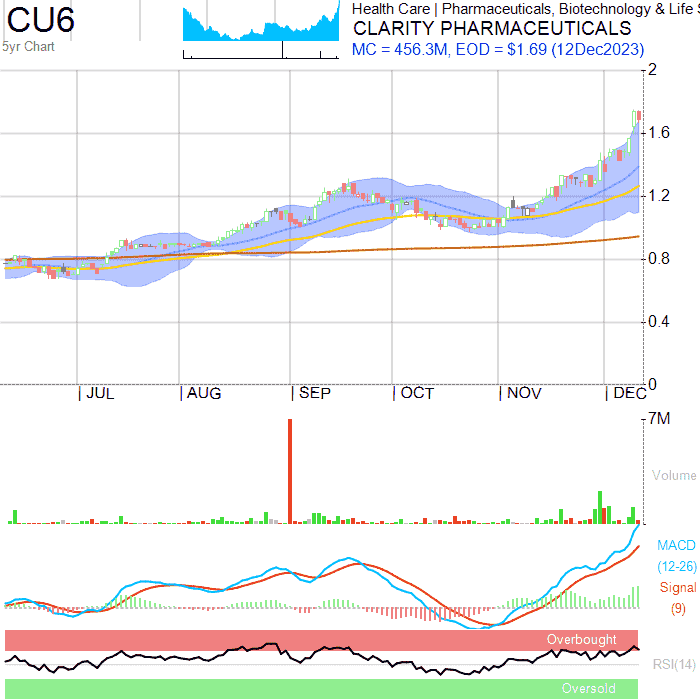 CU6
5yr Chart
Health Care | Pharmaceuticals, Biotechnology & Life S
CLARITY PHARMACEUTICALS
MC = 456.3M, EOD = $1.69 (12Dec2023)
2
1.6
1.2
0.8
0.4
0
| JUL | AUG | SEP | OCT | NOV | DEC
7M
Volume
MACD
(12-26)
Signal
(9)
Overbought
RSI(14)
Oversold